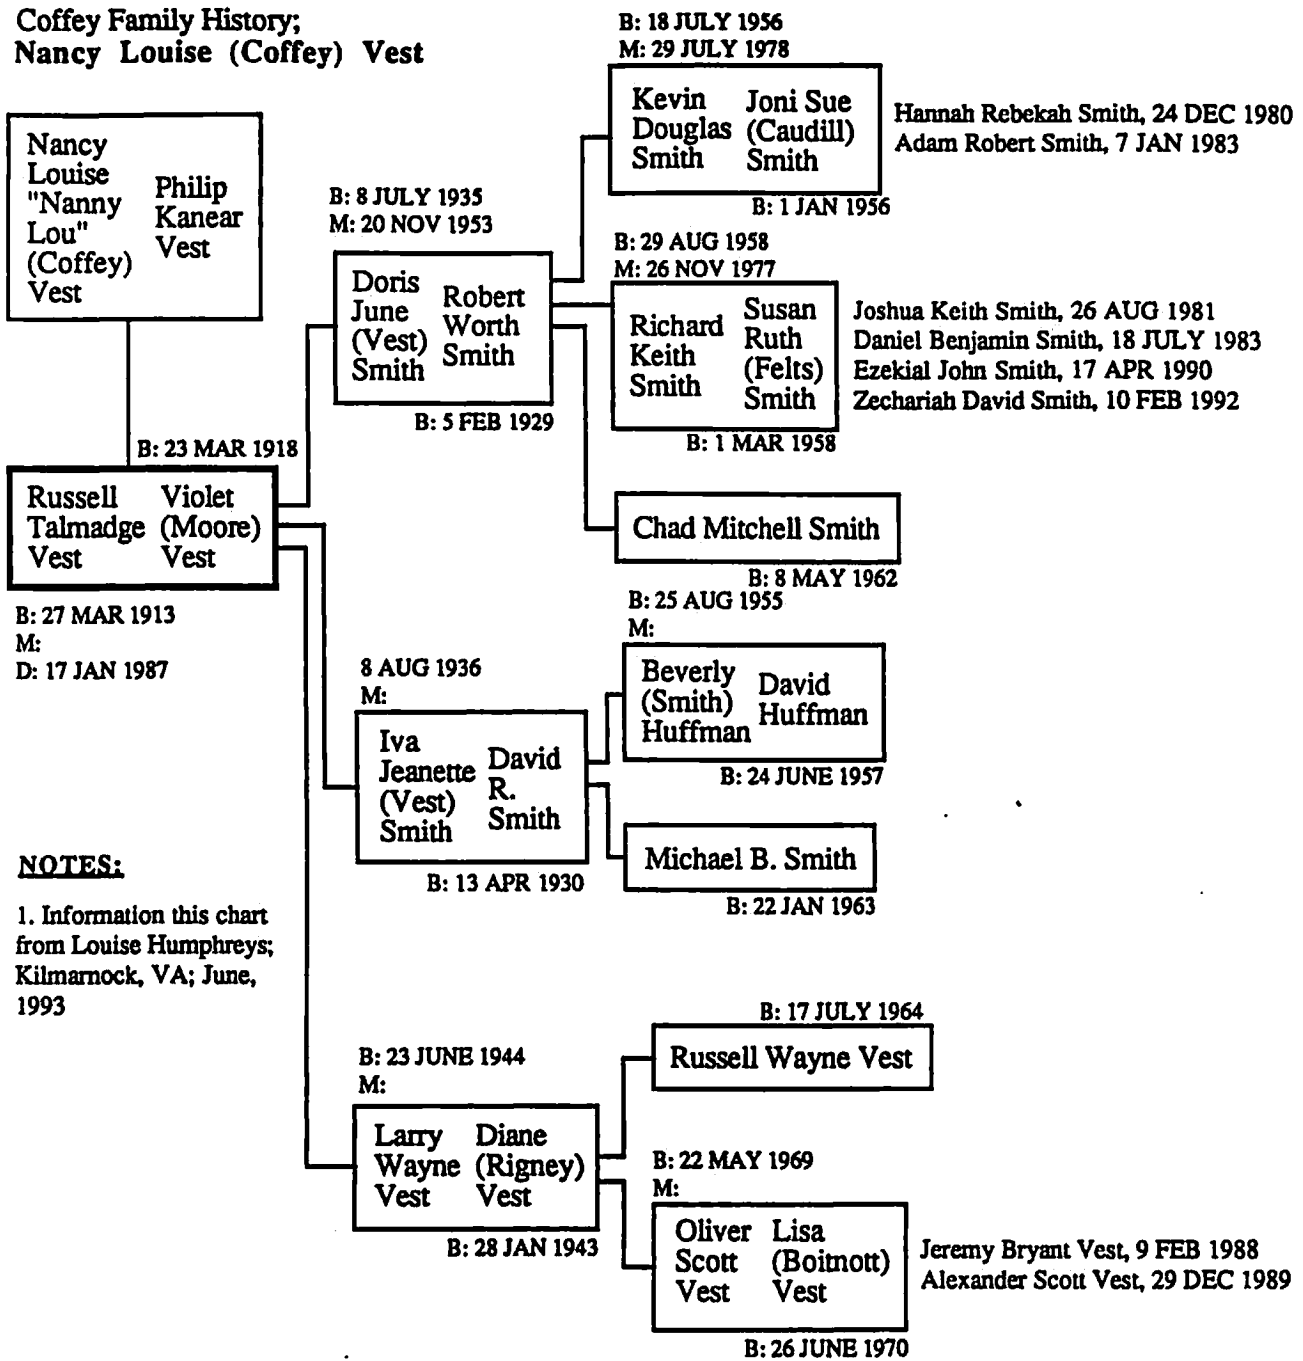 Coffey Family History;
Nancy Louise (Coffey) Vest
Nancy
Louise
"Nanny
Lou"
(Coffey)
Vest
Philip
Kanear
Vest
B: 23 MAR 1918
Russell
Talmadge
Vest
Violet
(Moore)
Vest
B: 27 MAR 1913
M:
D: 17 JAN 1987
B: 8 JULY 1935
M: 20 NOV 1953
Doris
June
(Vest)
Smith
Robert
Worth
Smith
B: 5 FEB 1929
B: 18 JULY 1956
M: 29 JULY 1978
Kevin
Douglas
Smith
Joni Sue
(Caudill)
Smith
B: 1 JAN 1956
Hannah Rebekah Smith, 24 DEC 1980
Adam Robert Smith, 7 JAN 1983
B: 29 AUG 1958
M: 26 NOV 1977
Richard
Keith
Smith
Susan
Ruth
(Felts)
Smith
B: 1 MAR 1958
Joshua Keith Smith, 26 AUG 1981
Daniel Benjamin Smith, 18 JULY 1983
Ezekial John Smith, 17 APR 1990
Zechariah David Smith, 10 FEB 1992
Chad Mitchell Smith
B: 8 MAY 1962
8 AUG 1936
M:
Iva
Jeanette
(Vest)
Smith
David
R.
Smith
B: 13 APR 1930
B: 25 AUG 1955
M:
Beverly
(Smith)
Huffman
David
Huffman
B: 24 JUNE 1957
Michael B. Smith
B: 22 JAN 1963
B: 23 JUNE 1944
M:
Larry
Wayne
Vest
Diane
(Rigney)
Vest
B: 28 JAN 1943
B: 17 JULY 1964
Russell Wayne Vest
B: 22 MAY 1969
M:
Oliver
Scott
Vest
Lisa
(Boitnott)
Vest
B: 26 JUNE 1970
Jeremy Bryant Vest, 9 FEB 1988
Alexander Scott Vest, 29 DEC 1989
NOTES:
1. Information this chart
from Louise Humphreys;
Kilmarnock, VA; June,
1993